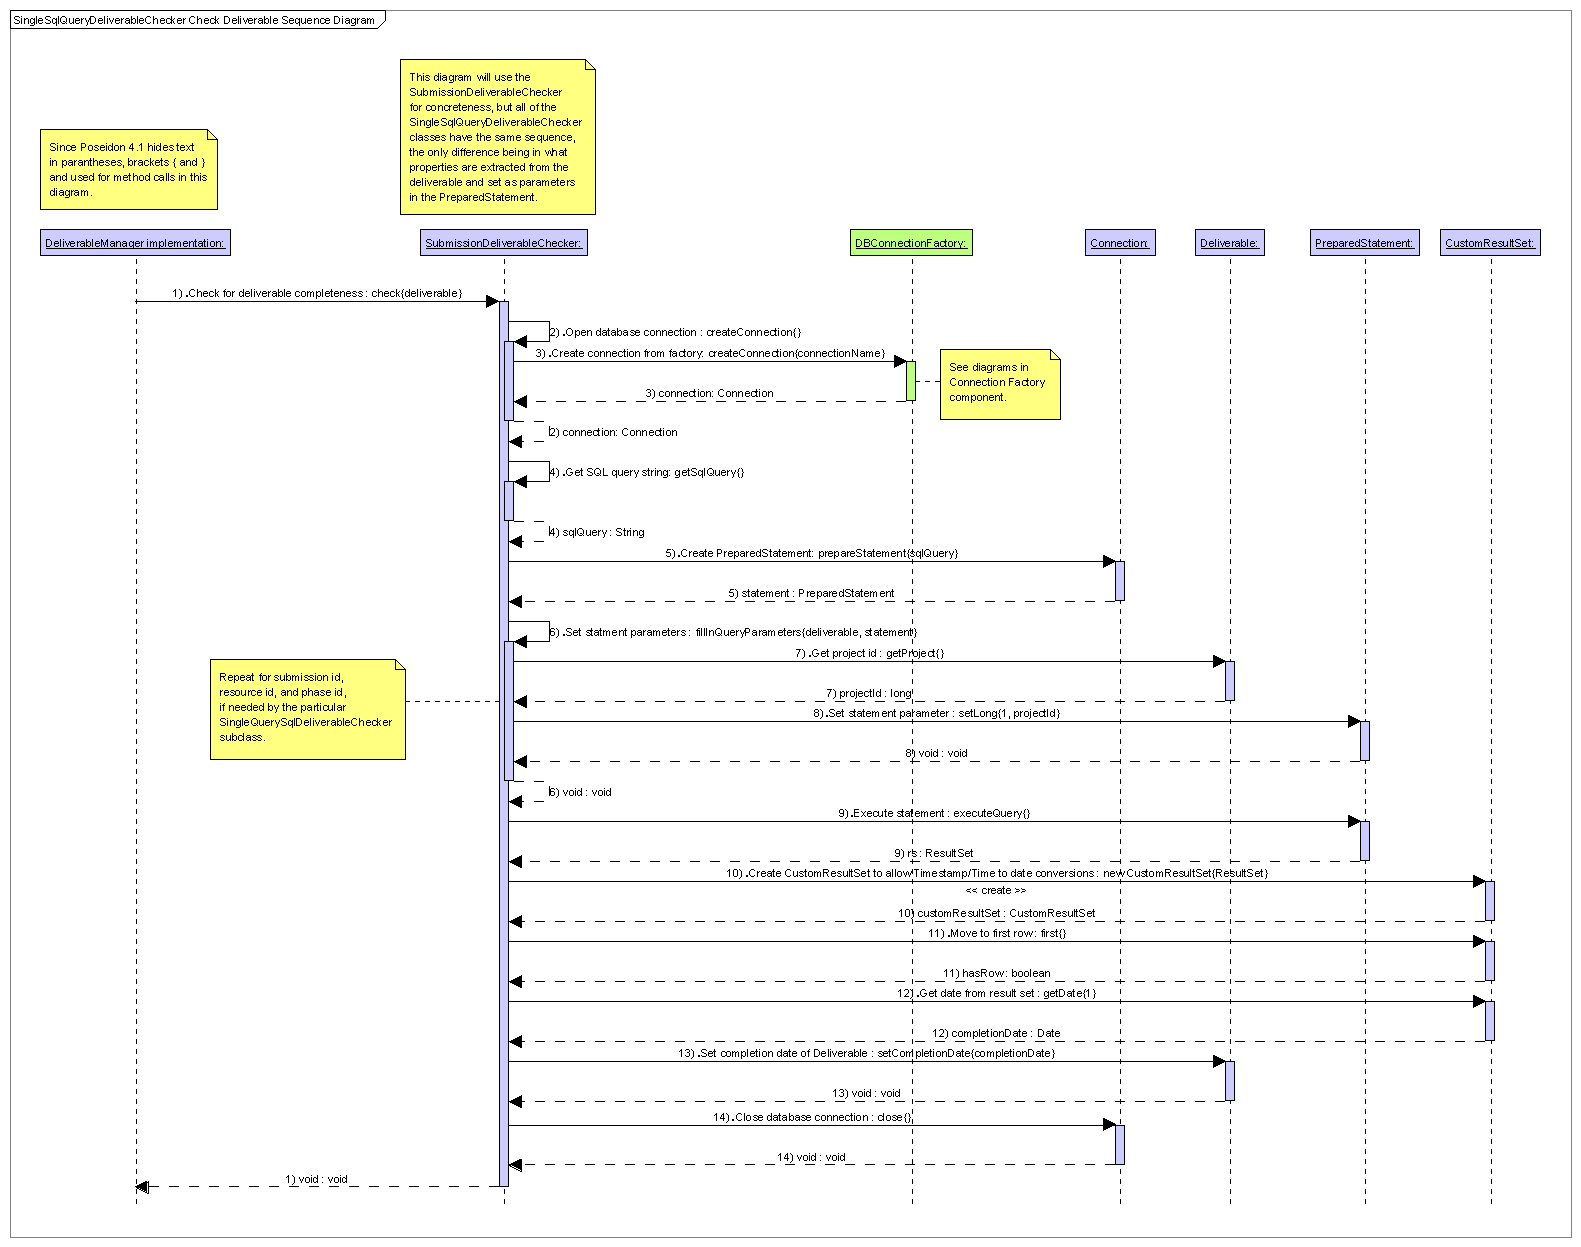 SingleSqlQueryDeliverableChecker Check Deliverable Sequence Diagram
This diagram will use the
SubmissionDeliverableChecker
for concreteness, but all of the
SingleSqlQueryDeliverableChecker
classes have the same sequence,
the only difference being in what
properties are extracted from the
deliverable and set as parameters
in the PreparedStatement.
Since Poseidon 4.1 hides text
in parantheses, brackets { and }
and used for method calls in this
diagram.
DeliverableManager implementation:
SubmissionDeliverableChecker:
DBConnectionFactory:
Connection:
Deliverable:
PreparedStatement:
CustomResultSet:
1) .Check for deliverable completeness : check{deliverable}
2) .Open database connection : createConnection{}
3) .Create connection from factory: createConnection{connectionName}
See diagrams in
Connection Factory
component.
3) connection: Connection
2) connection: Connection
4) .Get SQL query string: getSqlQuery{}
4) sqlQuery : String
5) .Create PreparedStatement: prepareStatement{sqlQuery}
5) statement : PreparedStatement
6) .Set statment parameters : fillInQueryParameters{deliverable, statement}
7) .Get project id : getProject{}
Repeat for submission id,
resource id, and phase id,
if needed by the particular
SingleQuerySqlDeliverableChecker
subclass.
7) projectId : long
8) .Set statement parameter : setLong{1, projectId}
8) void : void
6) void : void
9) .Execute statement : executeQuery{}
9) rs : ResultSet
10) .Create CustomResultSet to allow Timestamp/Time to date conversions : new CustomResultSet{ResultSet}
<< create >>
10) customResultSet : CustomResultSet
11) .Move to first row: first{}
11) hasRow: boolean
12) .Get date from result set : getDate{1}
12) completionDate : Date
13) .Set completion date of Deliverable : setCompletionDate{completionDate}
13) void : void
14) .Close database connection : close{}
14) void : void
1) void : void